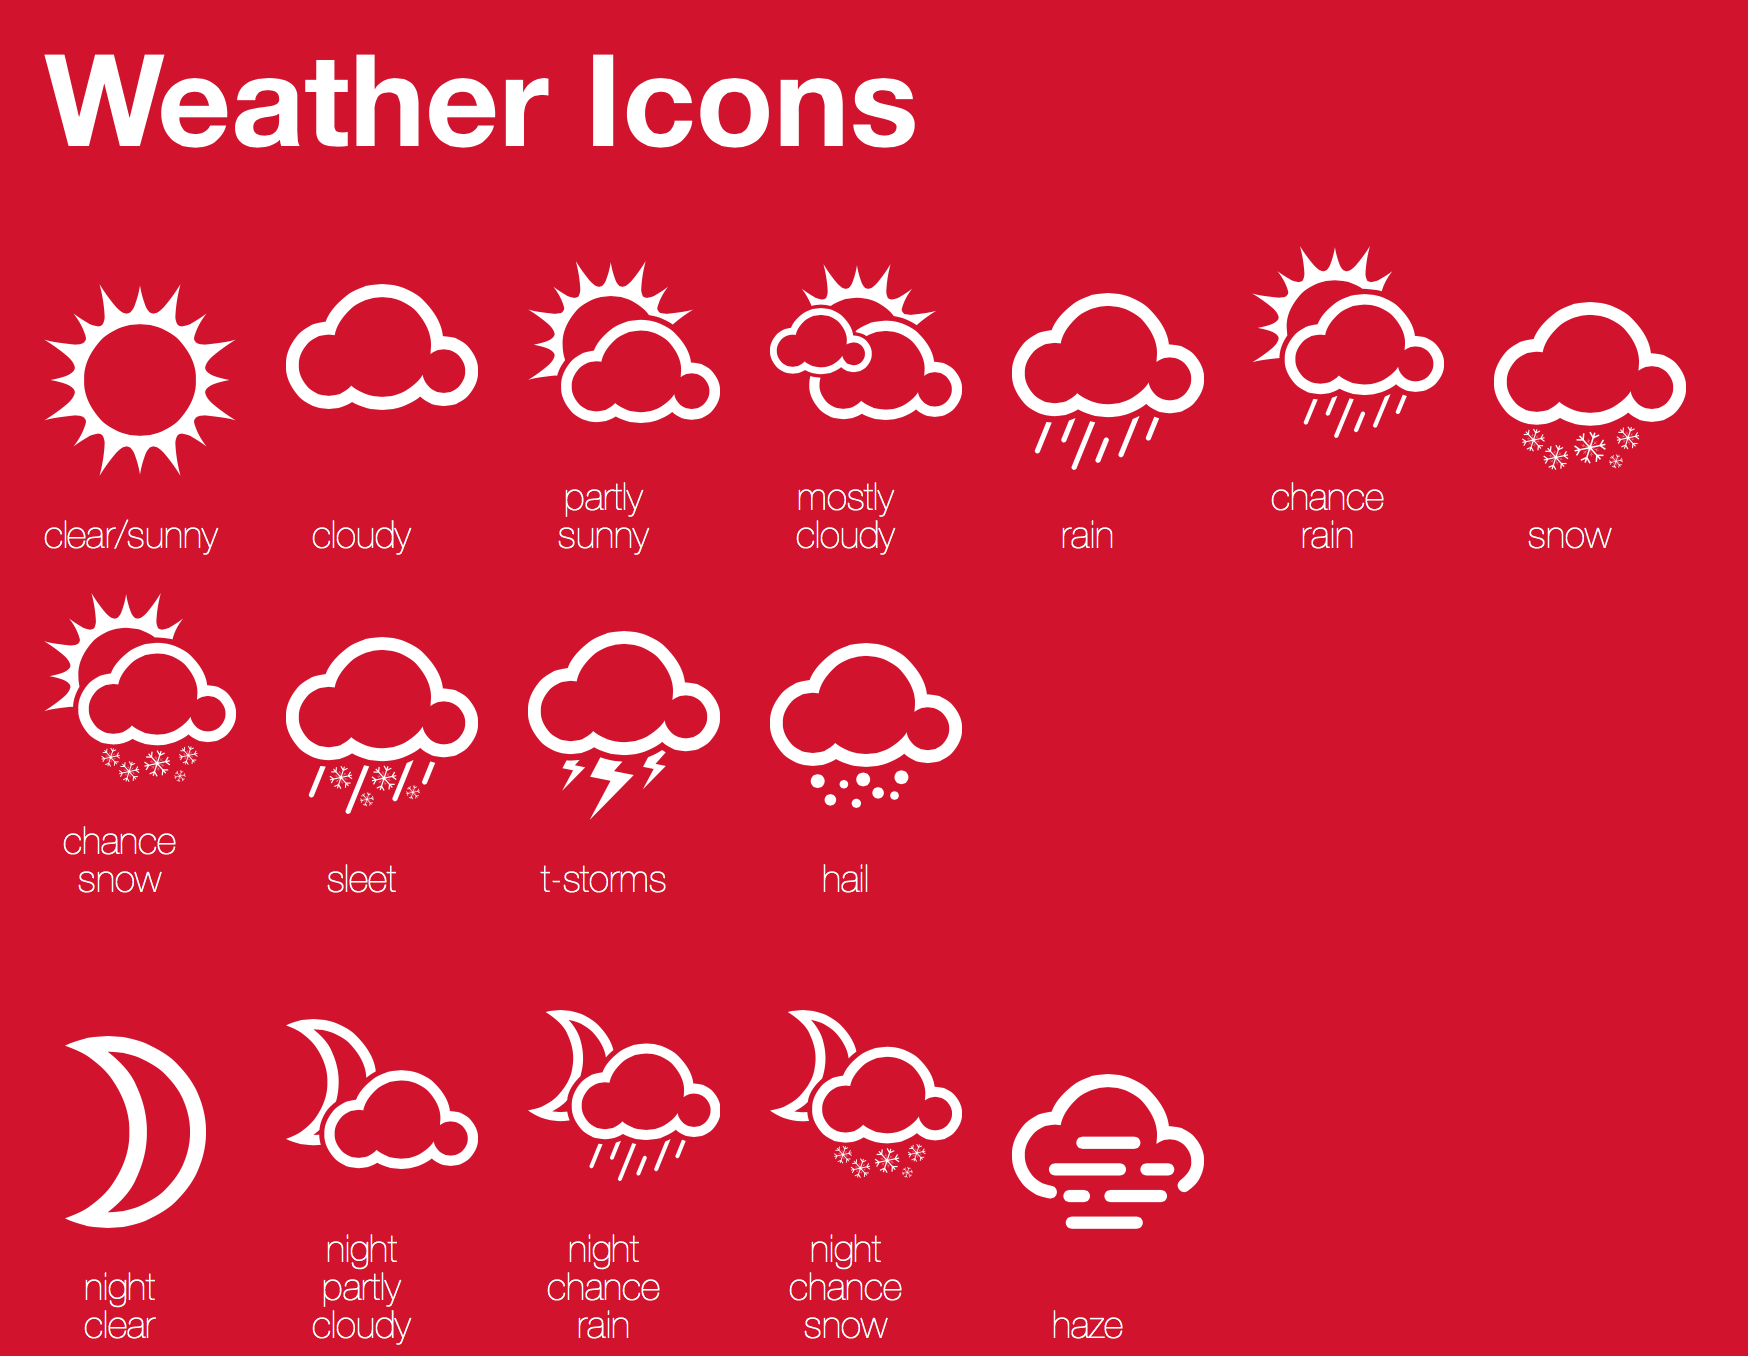 Weather Icons
clear/sunny
cloudy
partly
sunny
mostly
cloudy
rain
chance
rain
snow
chance
snow
sleet
t-storms
hail
night
clear
night
partly
cloudy
night
chance
rain
night
chance
snow
haze